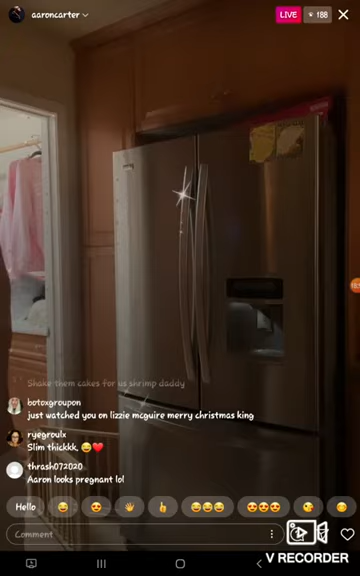 aaroncarter
LIVE
188
Shake them cakes for us shrimp daddy
botoxgroupon
just watched you on lizzie mcguire merry christmas king
ryegroulx
Slim thickkk, 😅❤️
thrash072020
Aaron looks pregnant lol
Hello
Comment
V RECORDER